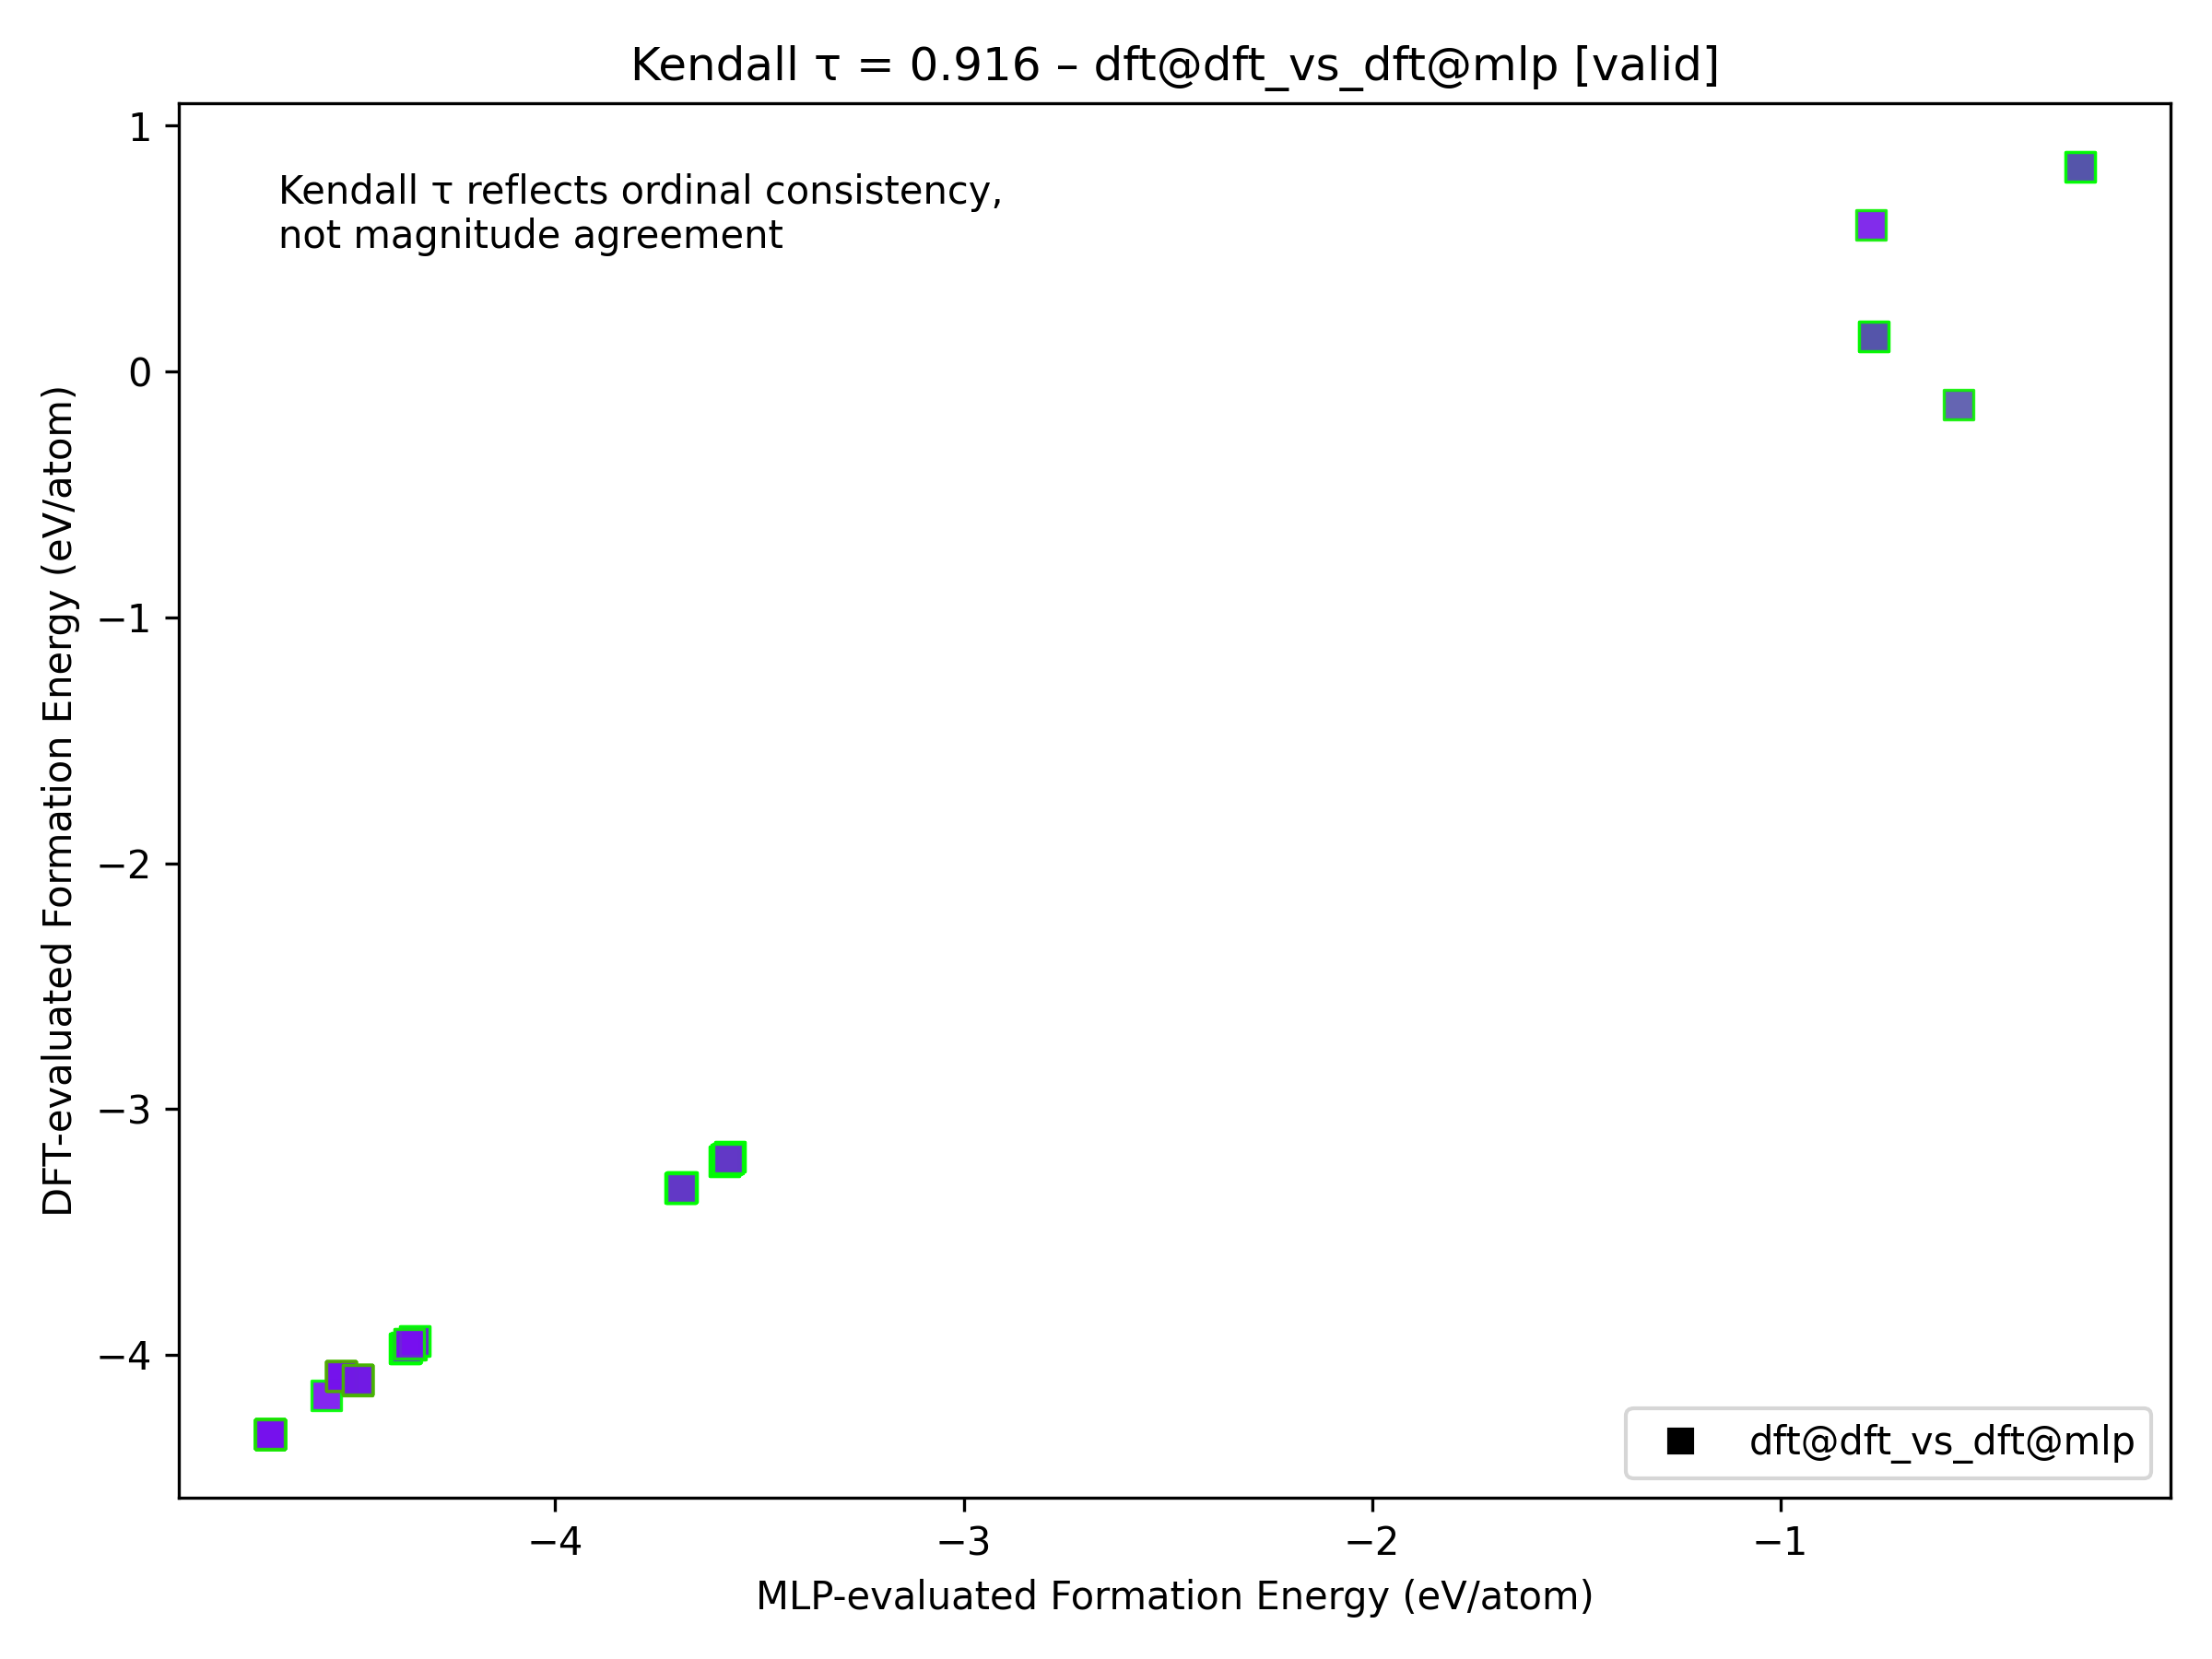 Kendall τ = 0.916 – dft@dft_vs_dft@mlp [valid]
Kendall τ reflects ordinal consistency,
not magnitude agreement
DFT-evaluated Formation Energy (eV/atom)
1
0
−1
−2
−3
−4
dft@dft_vs_dft@mlp
−4
−3
−2
−1
MLP-evaluated Formation Energy (eV/atom)